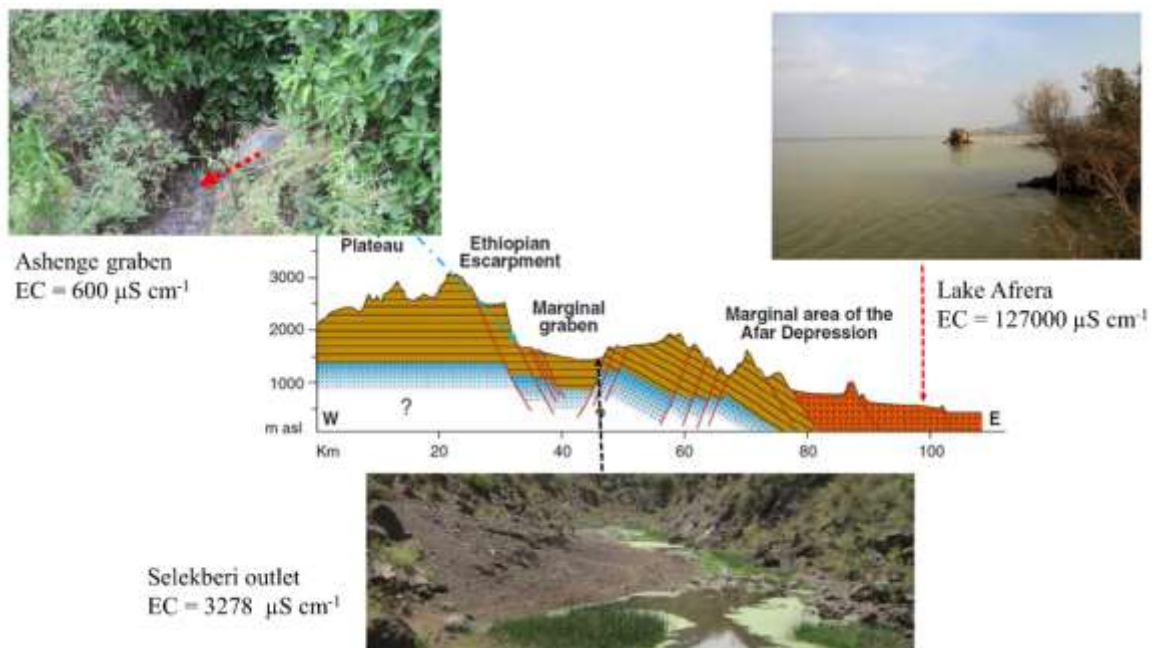 Ashenge graben
EC = 600 µS cm⁻¹
Lake Afrera
EC = 127000 µS cm⁻¹
Plateau
Ethiopian
Escarpment
Marginal
graben
Marginal area of the
Afar Depression
3000
2000
1000
m asl
?
W
E
Km
20
40
60
80
100
Selekberi outlet
EC = 3278 µS cm⁻¹